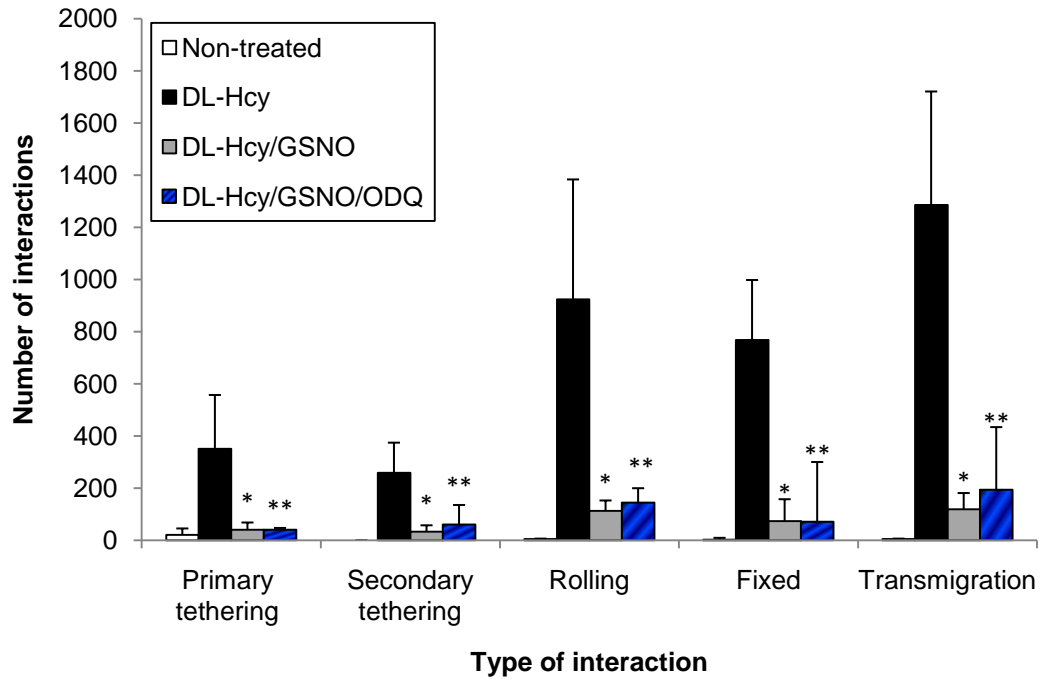 Number of interactions
2000
1800
1600
1400
1200
1000
800
600
400
200
0
Non-treated
DL-Hcy
DL-Hcy/GSNO
DL-Hcy/GSNO/ODQ
* **
* **
* **
* **
* **
Primary
tethering
Secondary
tethering
Rolling
Fixed
Transmigration
Type of interaction